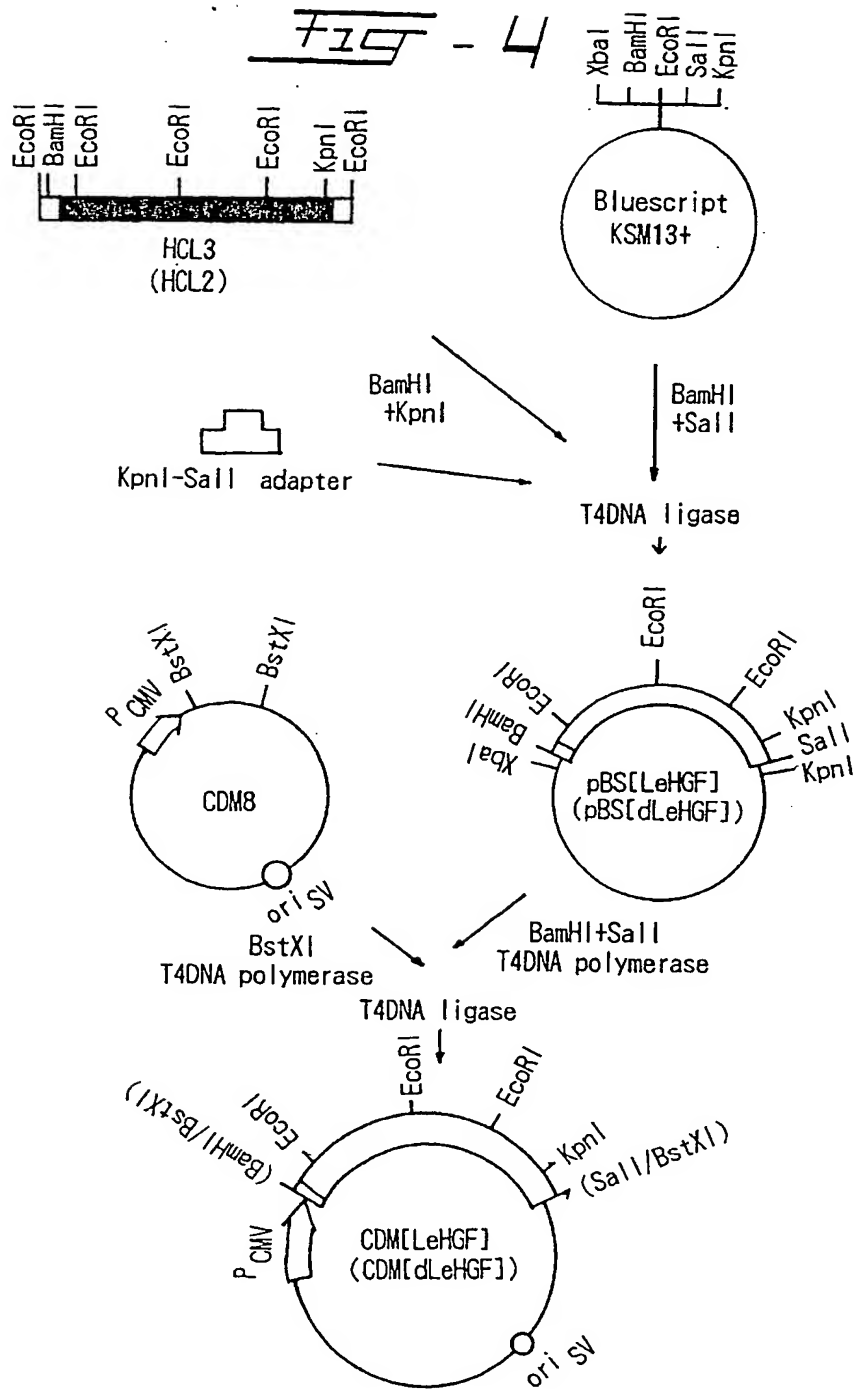 Fig - 4
XbaI
BamHI
EcoRI
SalI
KpnI
EcoRI
BamHI
EcoRI
EcoRI
EcoRI
KpnI
EcoRI
Bluescript
KSM13+
HCL3
(HCL2)
BamHI
+KpnI
BamHI
+SalI
KpnI-SalI adapter
T4DNA ligase
P CMV
BstXI
BstXI
CDM8
ori SV
XbaI
BamHI
EcoRI
EcoRI
EcoRI
KpnI
SalI
KpnI
pBS[LeHGF]
(pBS[dLeHGF])
BstXI
T4DNA polymerase
BamHI+SalI
T4DNA polymerase
T4DNA ligase
P CMV
(BamHI/BstXI)
EcoRI
EcoRI
EcoRI
KpnI
(SalI/BstXI)
CDM[LeHGF]
(CDM[dLeHGF])
ori SV